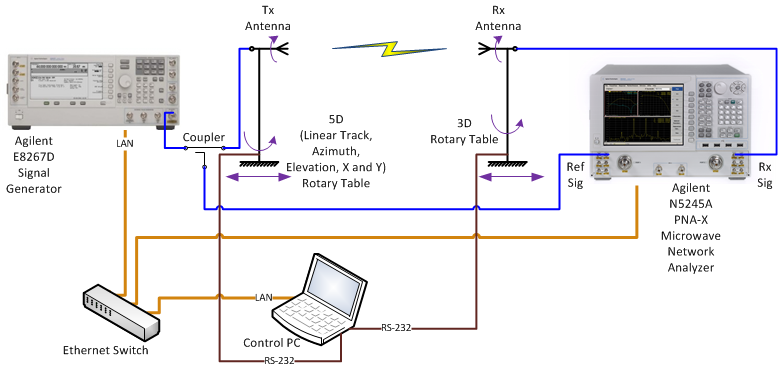 Tx
Antenna
Rx
Antenna
Agilent
E8267D
Signal
Generator
LAN
Coupler
5D
(Linear Track,
Azimuth,
Elevation, X and Y)
Rotary Table
3D
Rotary Table
Ref
Sig
Rx
Sig
Agilent
N5245A
PNA-X
Microwave
Network
Analyzer
LAN
Ethernet Switch
Control PC
RS-232
RS-232